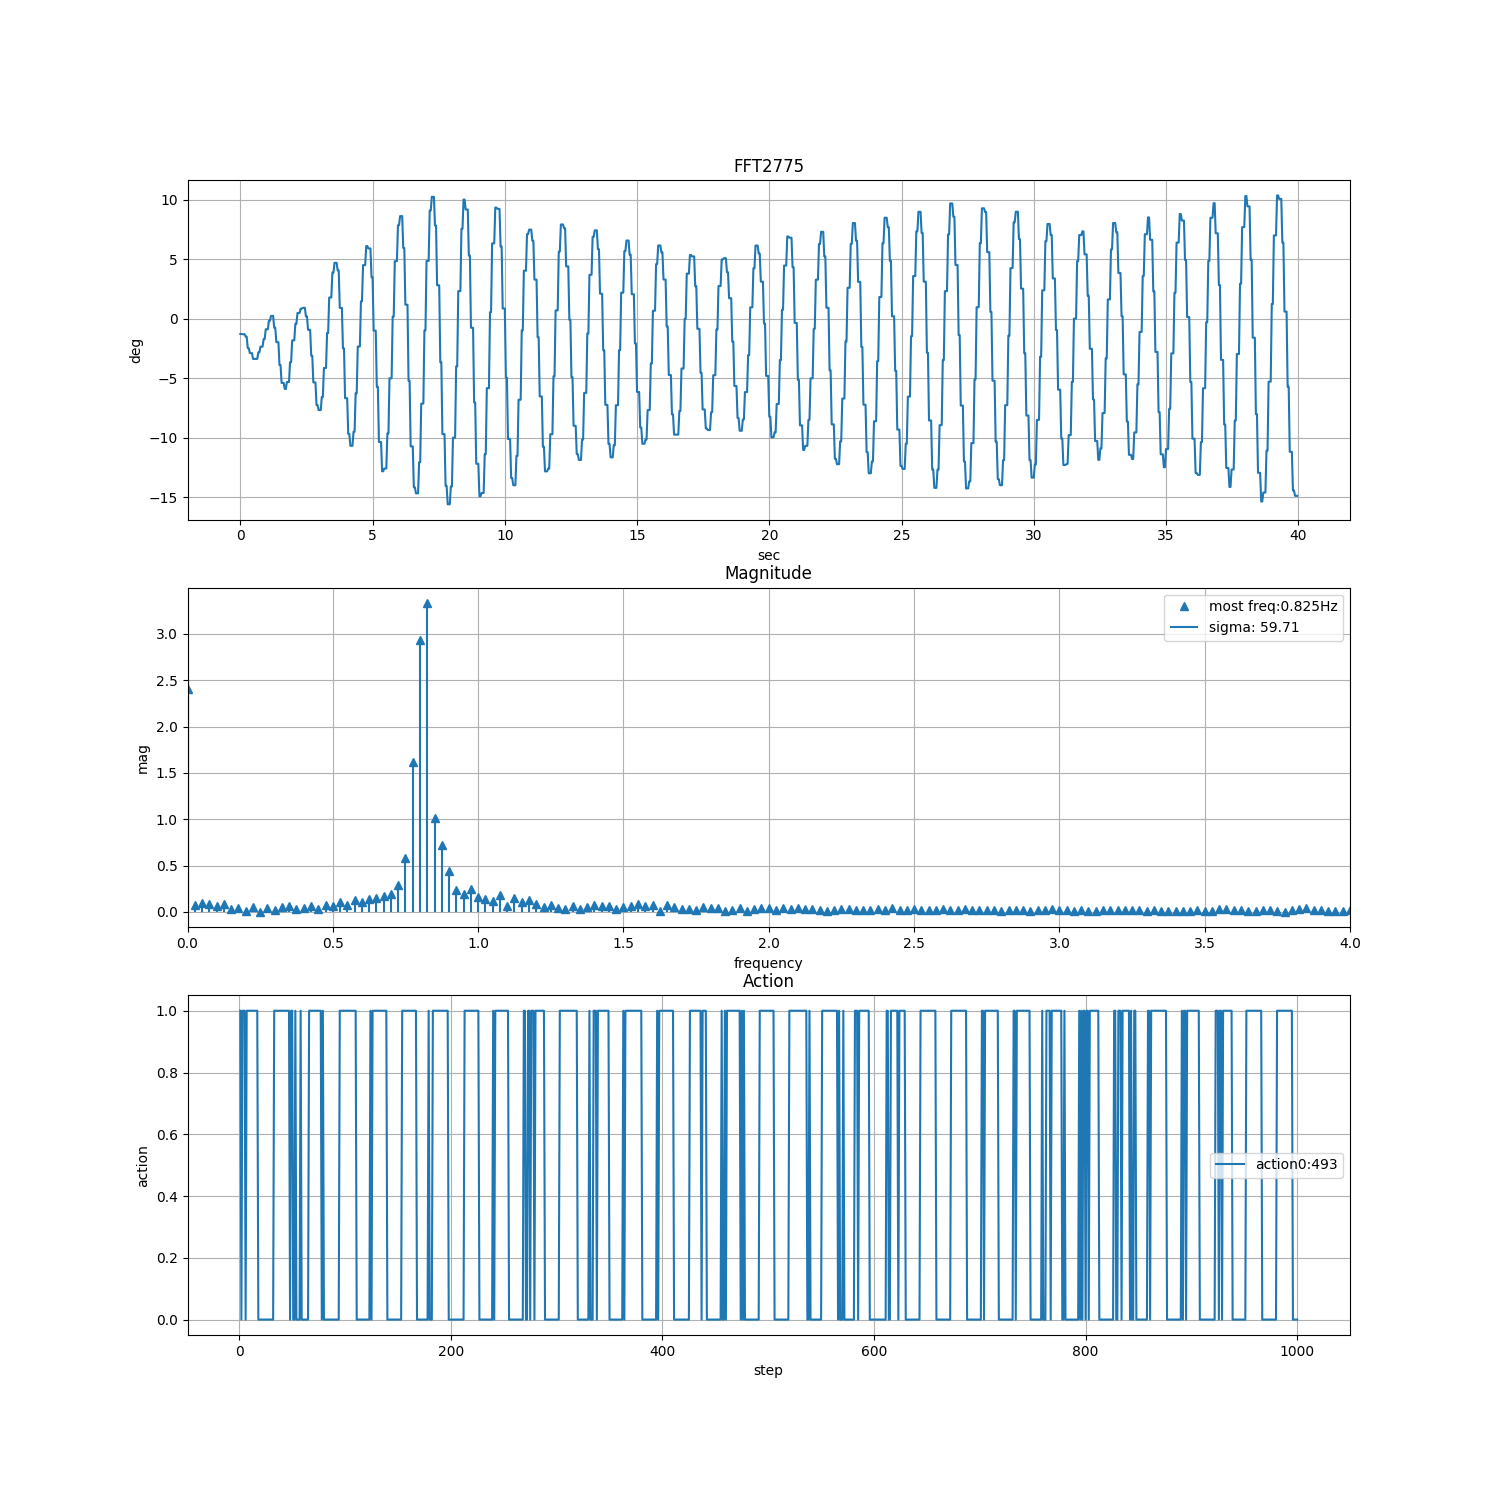 FFT2775
10
5
0
−5
−10
−15
deg
0 5 10 15 20 25 30 35 40
sec
Magnitude
most freq:0.825Hz
sigma: 59.71
3.0
2.5
2.0
1.5
1.0
0.5
0.0
mag
0.0 0.5 1.0 1.5 2.0 2.5 3.0 3.5 4.0
frequency
Action
1.0
0.8
0.6
0.4
0.2
0.0
action
action0:493
0 200 400 600 800 1000
step